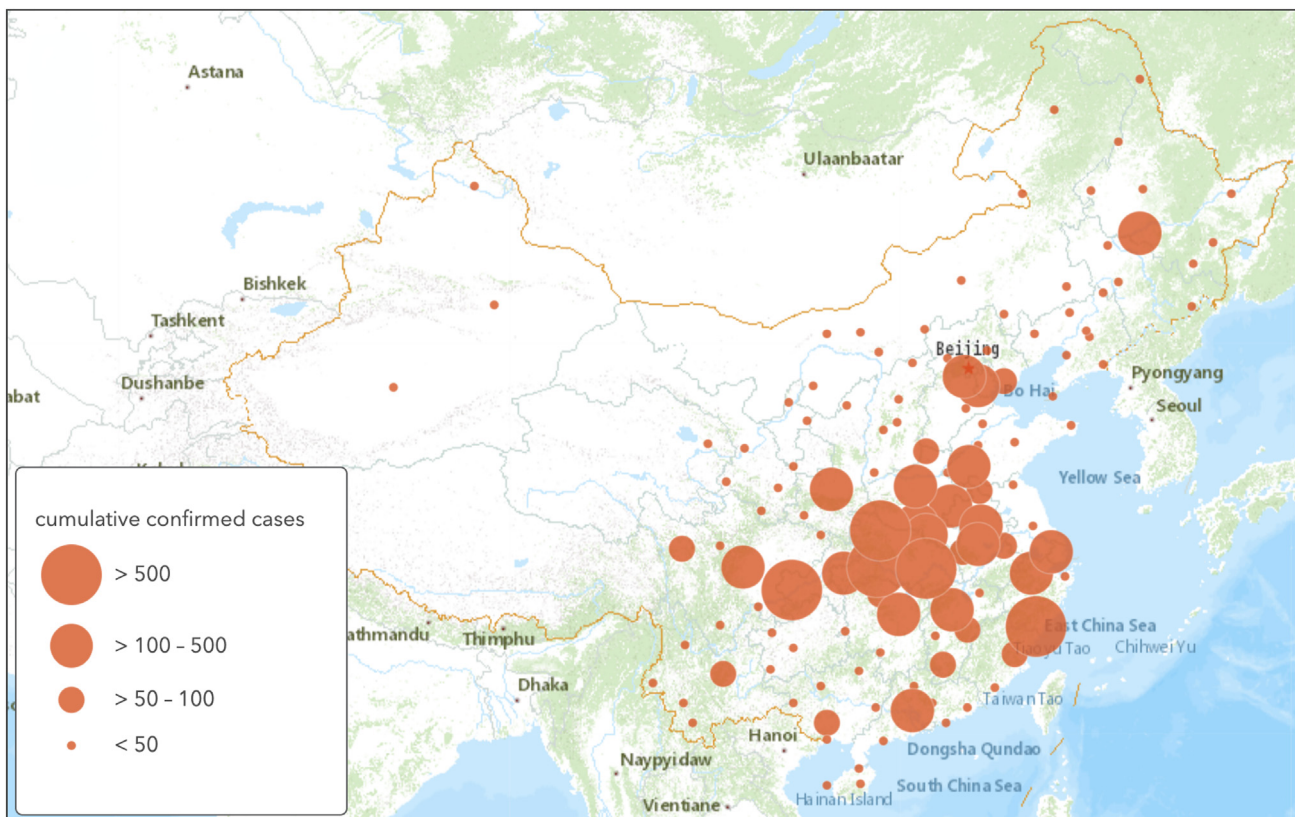 Astana
Ulaanbaatar
Bishkek
Tashkent
Beijing
Dushanbe
Pyongyang
Bo Hai
abat
Seoul
Yellow Sea
cumulative confirmed cases
> 500
> 100 – 500
> 50 – 100
< 50
athmandu
Thimphu
East China Sea
Tiaoyu Tao
Chihwei Yu
Dhaka
Taiwan Tao
Hanoi
Dongsha Qundao
Naypyidaw
South China Sea
Hainan Island
Vientiane